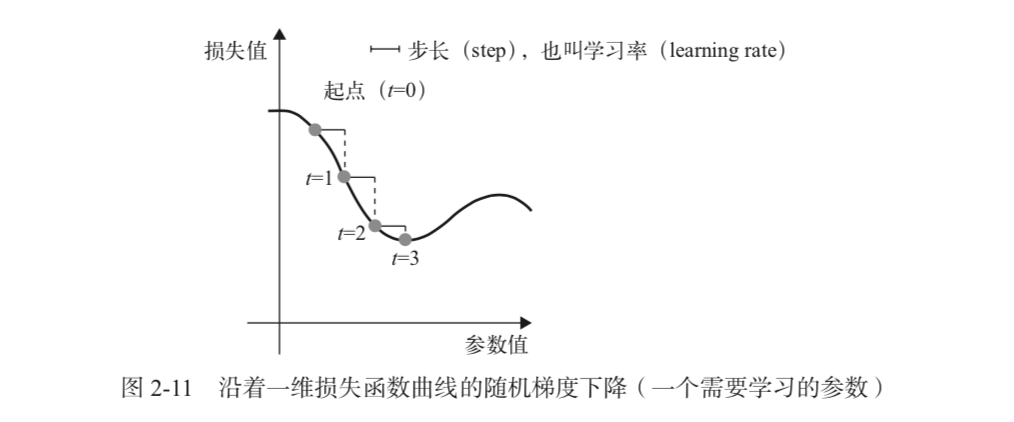 损失值
步长（step），也叫学习率（learning rate）
起点（t=0）
t=1
t=2
t=3
参数值
图 2-11　沿着一维损失函数曲线的随机梯度下降（一个需要学习的参数）